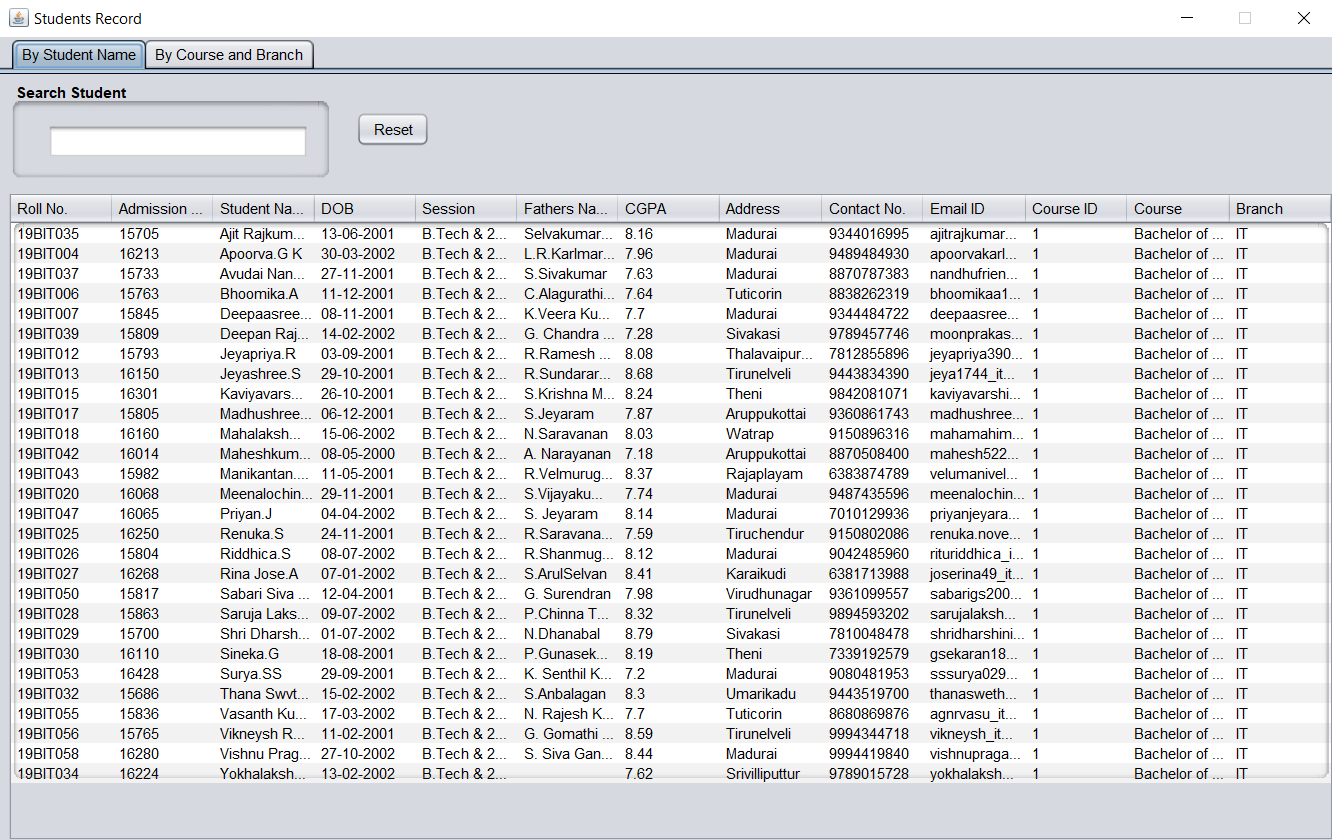 Students Record
By Student Name By Course and Branch
Search Student
Reset
Roll No. Admission ... Student Na... DOB Session Fathers Na... CGPA Address Contact No. Email ID Course ID Course Branch
19BIT035 15705 Ajit Rajkum... 13-06-2001 B.Tech & 2... Selvakumar... 8.16 Madurai 9344016995 ajitrajkumar... 1 Bachelor of ... IT
19BIT004 16213 Apoorva.G K 30-03-2002 B.Tech & 2... L.R.Karlmar... 7.96 Madurai 9489484930 apoorvakarl... 1 Bachelor of ... IT
19BIT037 15733 Avudai Nan... 27-11-2001 B.Tech & 2... S.Sivakumar 7.63 Madurai 8870787383 nandhufrien... 1 Bachelor of ... IT
19BIT006 15763 Bhoomika.A 11-12-2001 B.Tech & 2... C.Alagurathi... 7.64 Tuticorin 8838262319 bhoomikaa1... 1 Bachelor of ... IT
19BIT007 15845 Deepaasree... 08-11-2001 B.Tech & 2... K.Veera Ku... 7.7 Madurai 9344484722 deepaasree... 1 Bachelor of ... IT
19BIT039 15809 Deepan Raj... 14-02-2002 B.Tech & 2... G. Chandra ... 7.28 Sivakasi 9789457746 moonprakas... 1 Bachelor of ... IT
19BIT012 15793 Jeyapriya.R 03-09-2001 B.Tech & 2... R.Ramesh ... 8.08 Thalavaipur... 7812855896 jeyapriya390... 1 Bachelor of ... IT
19BIT013 16150 Jeyashree.S 29-10-2001 B.Tech & 2... R.Sundarar... 8.68 Tirunelveli 9443834390 jeya1744_it... 1 Bachelor of ... IT
19BIT015 16301 Kaviyavars... 26-10-2001 B.Tech & 2... S.Krishna M... 8.24 Theni 9842081071 kaviyavarshi... 1 Bachelor of ... IT
19BIT017 15805 Madhushree... 06-12-2001 B.Tech & 2... S.Jeyaram 7.87 Aruppukottai 9360861743 madhushree... 1 Bachelor of ... IT
19BIT018 16160 Mahalaksh... 15-06-2002 B.Tech & 2... N.Saravanan 8.03 Watrap 9150896316 mahamahim... 1 Bachelor of ... IT
19BIT042 16014 Maheshkum... 08-05-2000 B.Tech & 2... A. Narayanan 7.18 Aruppukottai 8870508400 mahesh522... 1 Bachelor of ... IT
19BIT043 15982 Manikantan.... 11-05-2001 B.Tech & 2... R.Velmurug... 8.37 Rajaplayam 6383874789 velumanivel... 1 Bachelor of ... IT
19BIT020 16068 Meenalochin... 29-11-2001 B.Tech & 2... S.Vijayaku... 7.74 Madurai 9487435596 meenalochin... 1 Bachelor of ... IT
19BIT047 16065 Priyan.J 04-04-2002 B.Tech & 2... S. Jeyaram 8.14 Madurai 7010129936 priyanjeyara... 1 Bachelor of ... IT
19BIT025 16250 Renuka.S 24-11-2001 B.Tech & 2... R.Saravana... 7.59 Tiruchendur 9150802086 renuka.nove... 1 Bachelor of ... IT
19BIT026 15804 Riddhica.S 08-07-2002 B.Tech & 2... R.Shanmug... 8.12 Madurai 9042485960 rituriddhica_i... 1 Bachelor of ... IT
19BIT027 16268 Rina Jose.A 07-01-2002 B.Tech & 2... S.ArulSelvan 8.41 Karaikudi 6381713988 joserina49_it... 1 Bachelor of ... IT
19BIT050 15817 Sabari Siva ... 12-04-2001 B.Tech & 2... G. Surendran 7.98 Virudhunagar 9361099557 sabarigs200... 1 Bachelor of ... IT
19BIT028 15863 Saruja Laks... 09-07-2002 B.Tech & 2... P.Chinna T... 8.32 Tirunelveli 9894593202 sarujalaksh... 1 Bachelor of ... IT
19BIT029 15700 Shri Dharsh... 01-07-2002 B.Tech & 2... N.Dhanabal 8.79 Sivakasi 7810048478 shridharshini... 1 Bachelor of ... IT
19BIT030 16110 Sineka.G 18-08-2001 B.Tech & 2... P.Gunasek... 8.19 Theni 7339192579 gsekaran18... 1 Bachelor of ... IT
19BIT053 16428 Surya.SS 29-09-2001 B.Tech & 2... K. Senthil K... 7.2 Madurai 9080481953 sssurya029... 1 Bachelor of ... IT
19BIT032 15686 Thana Swvt... 15-02-2002 B.Tech & 2... S.Anbalagan 8.3 Umarikadu 9443519700 thanasweth... 1 Bachelor of ... IT
19BIT055 15836 Vasanth Ku... 17-03-2002 B.Tech & 2... N. Rajesh K... 7.7 Tuticorin 8680869876 agnrvasu_it... 1 Bachelor of ... IT
19BIT056 15765 Vikneysh R... 11-02-2001 B.Tech & 2... G. Gomathi ... 8.59 Tirunelveli 9994344718 vikneysh_it... 1 Bachelor of ... IT
19BIT058 16280 Vishnu Prag... 27-10-2002 B.Tech & 2... S. Siva Gan... 8.44 Madurai 9994419840 vishnupraga... 1 Bachelor of ... IT
19BIT034 16224 Yokhalaksh... 13-02-2002 B.Tech & 2... 7.62 Srivilliputtur 9789015728 yokhalaksh... 1 Bachelor of ... IT